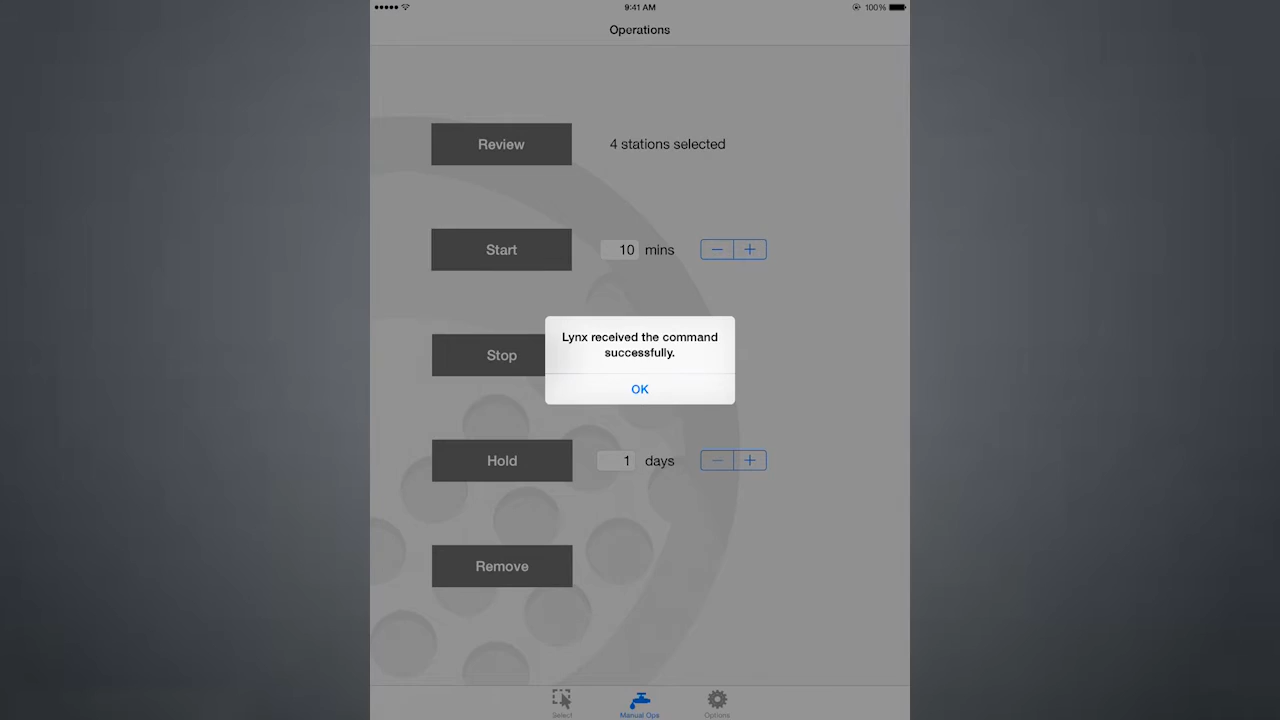 9:41 AM
100%
Operations
Review
4 stations selected
Start
10 mins
Lynx received the command
successfully.
OK
Stop
Hold
1 days
Remove
Select
Manual Ops
Options